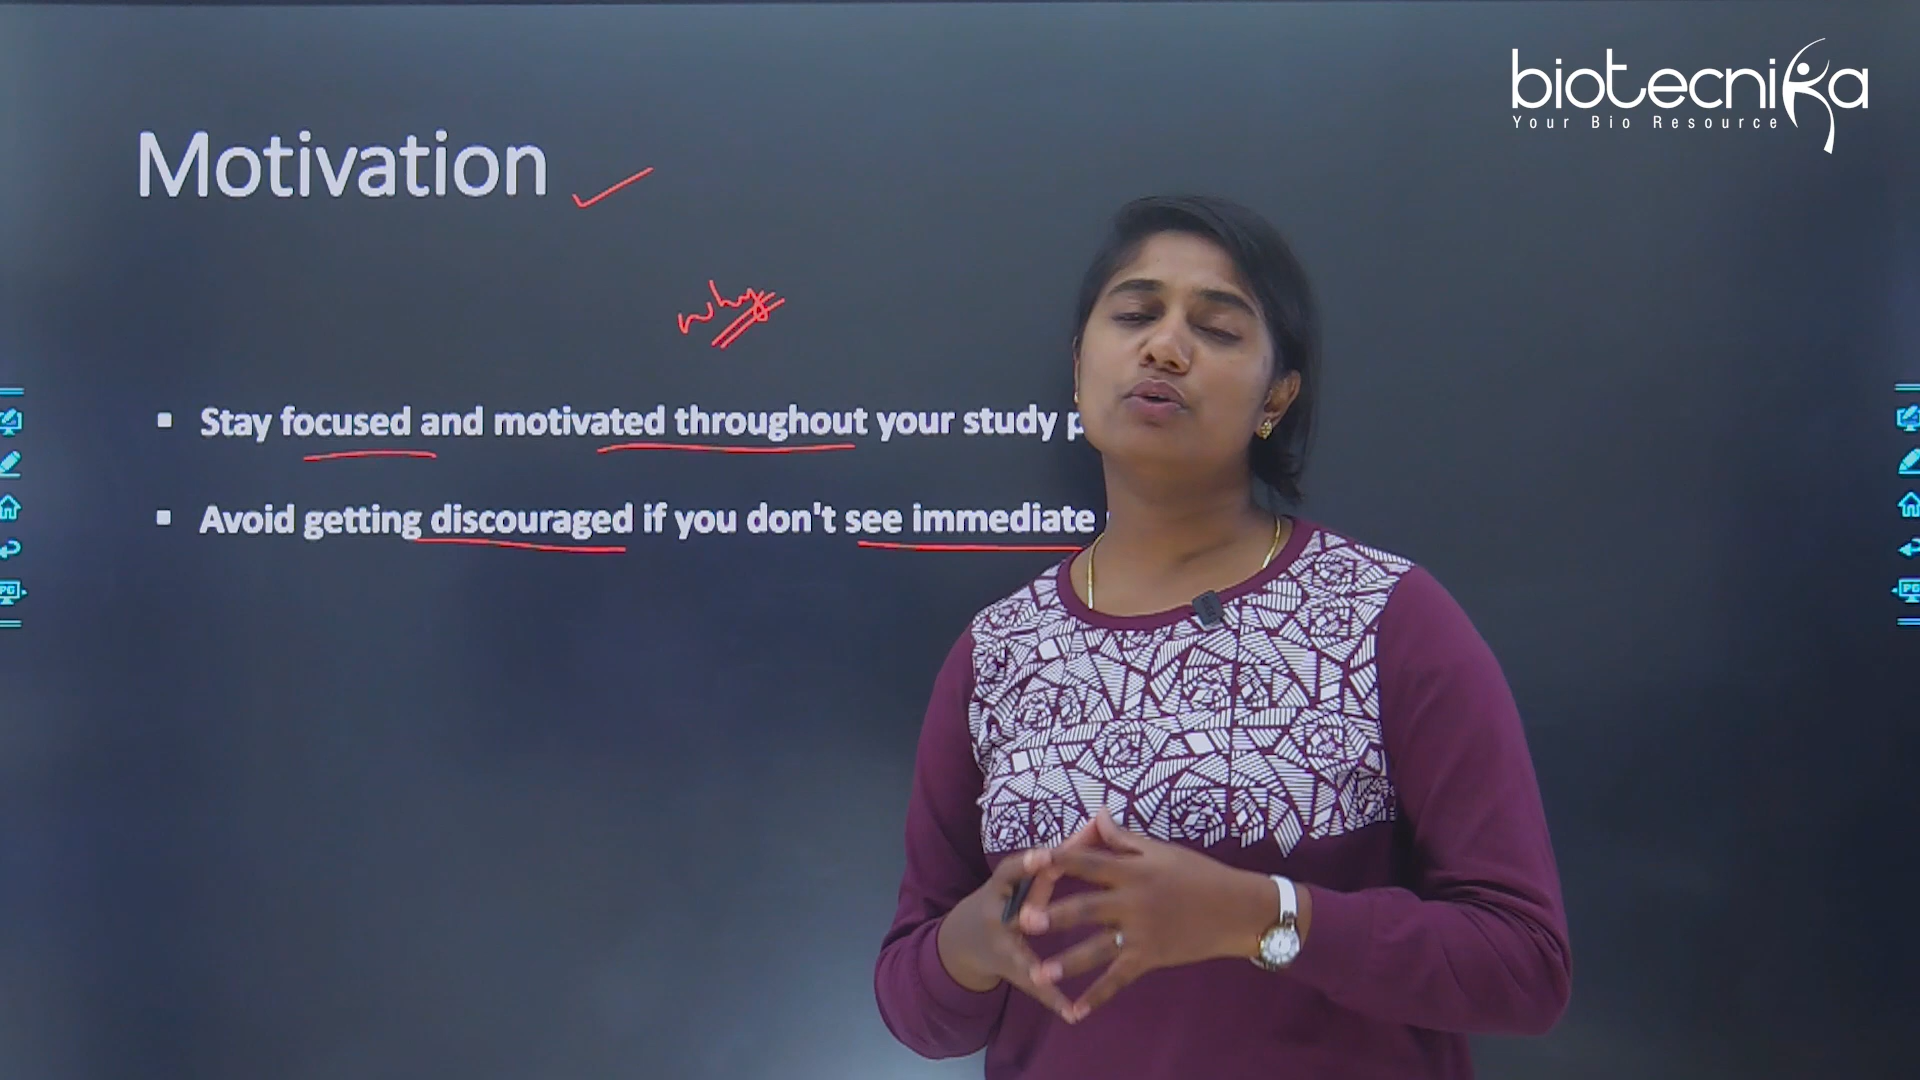 biotecnika
Your Bio Resource
Motivation
why
Stay focused and motivated throughout your study
Avoid getting discouraged if you don't see immediate